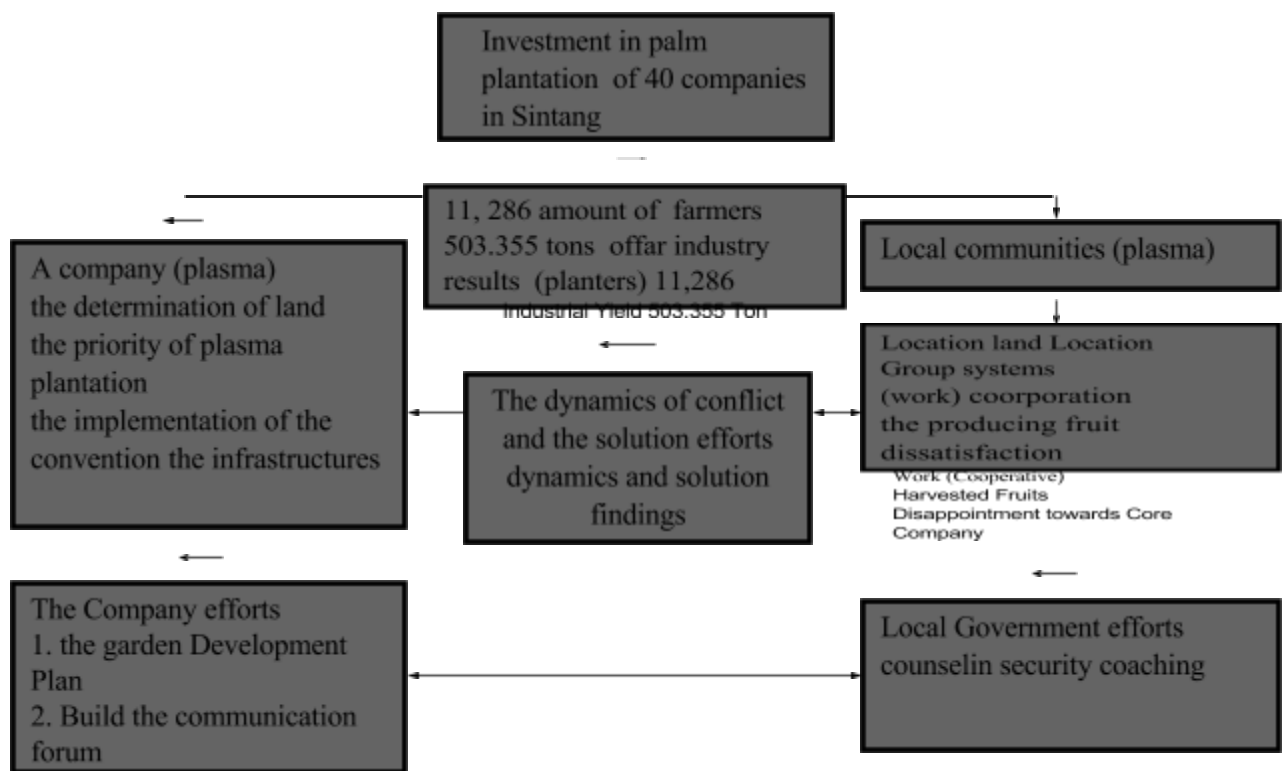 Investment in palm
plantation of 40 companies
in Sintang
11, 286 amount of farmers
503.355 tons offar industry
results (planters) 11,286
Industrial Yield 503.355 Ton
A company (plasma)
the determination of land
the priority of plasma
plantation
the implementation of the
convention the infrastructures
Local communities (plasma)
The dynamics of conflict
and the solution efforts
dynamics and solution
findings
Location land Location
Group systems
(work) coorporation
the producing fruit
dissatisfaction
Work (Cooperative)
Harvested Fruits
Disappointment towards Core
Company
The Company efforts
1. the garden Development
Plan
2. Build the communication
forum
Local Government efforts
counselin security coaching